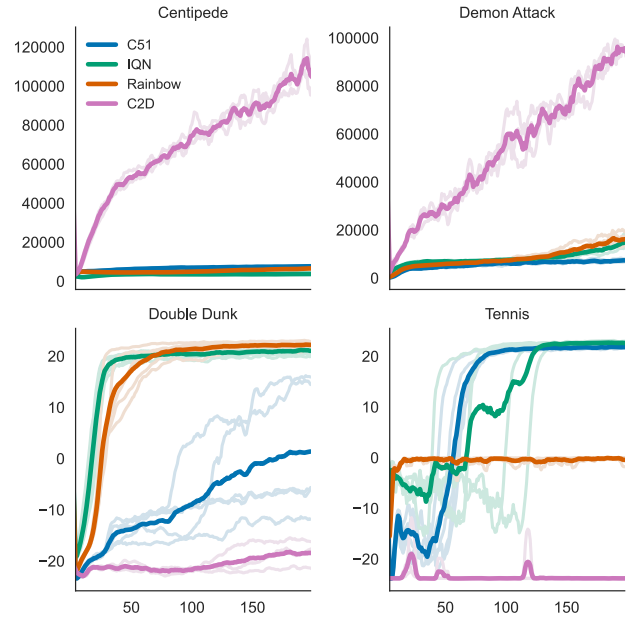 Centipede
120000
100000
80000
60000
40000
20000
0
C51
IQN
Rainbow
C2D
Demon Attack
100000
80000
60000
40000
20000
0
Double Dunk
20
10
0
−10
−20
50 100 150
Tennis
20
10
0
−10
−20
50 100 150